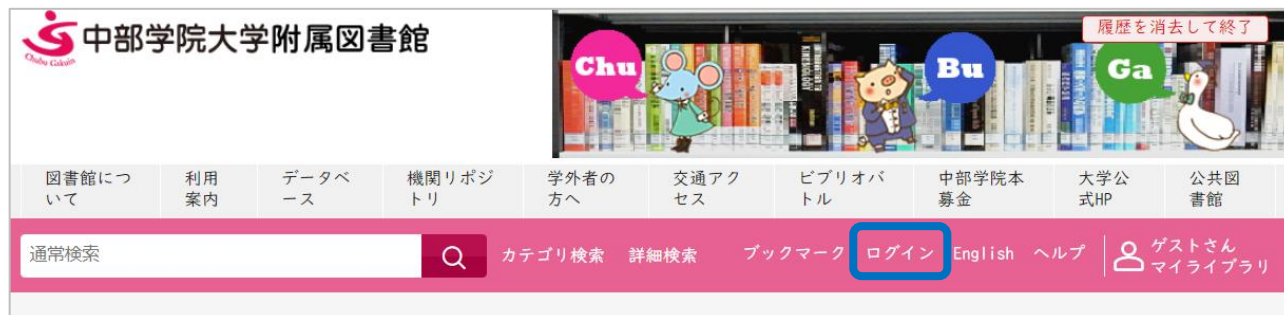 中部学院大学附属図書館
Chubu Gakuin
履歴を消去して終了
Chu
Bu
Ga
KINESIOLOGY
図書館につ
いて
利用
案内
データベ
ース
機関リポジ
トリ
学外者の
方へ
交通アク
セス
ビブリオバ
トル
中部学院本
募金
大学公
式HP
公共図
書館
通常検索
カテゴリ検索
詳細検索
ブックマーク
ログイン
English
ヘルプ
ゲストさん
マイライブラリ